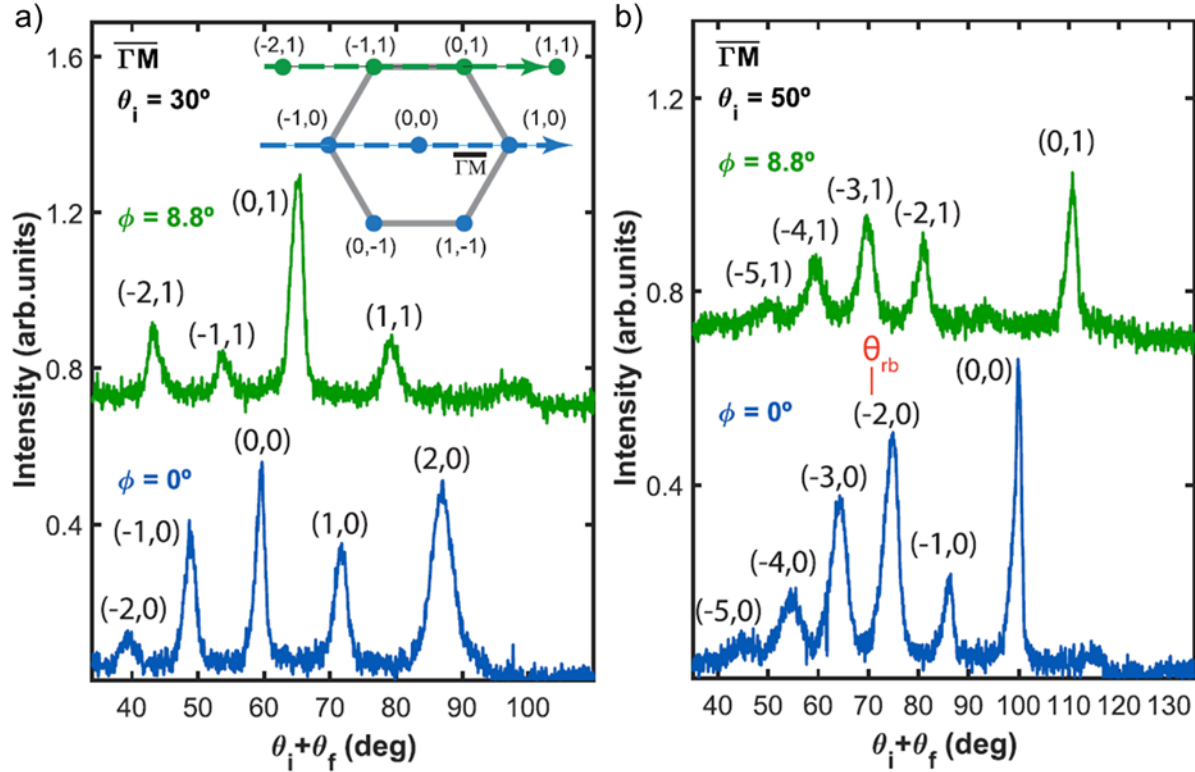 a)
Intensity (arb.units)
1.6
1.2
0.8
0.4
Γ̅M̅
θi = 30º
ϕ = 8.8º
ϕ = 0º
(-2,1)
(-1,1)
(0,1)
(1,1)
(-1,0)
(0,0)
(1,0)
Γ̅M̅
(0,-1)
(1,-1)
(-2,1)
(-1,1)
(0,1)
(1,1)
(-2,0)
(-1,0)
(0,0)
(1,0)
(2,0)
40 50 60 70 80 90 100
θi+θf (deg)
b)
Intensity (arb.units)
1.2
0.8
0.4
Γ̅M̅
θi = 50º
ϕ = 8.8º
ϕ = 0º
(-5,1)
(-4,1)
(-3,1)
(-2,1)
(0,1)
θrb
(-5,0)
(-4,0)
(-3,0)
(-2,0)
(-1,0)
(0,0)
40 50 60 70 80 90 100 110 120 130
θi+θf (deg)